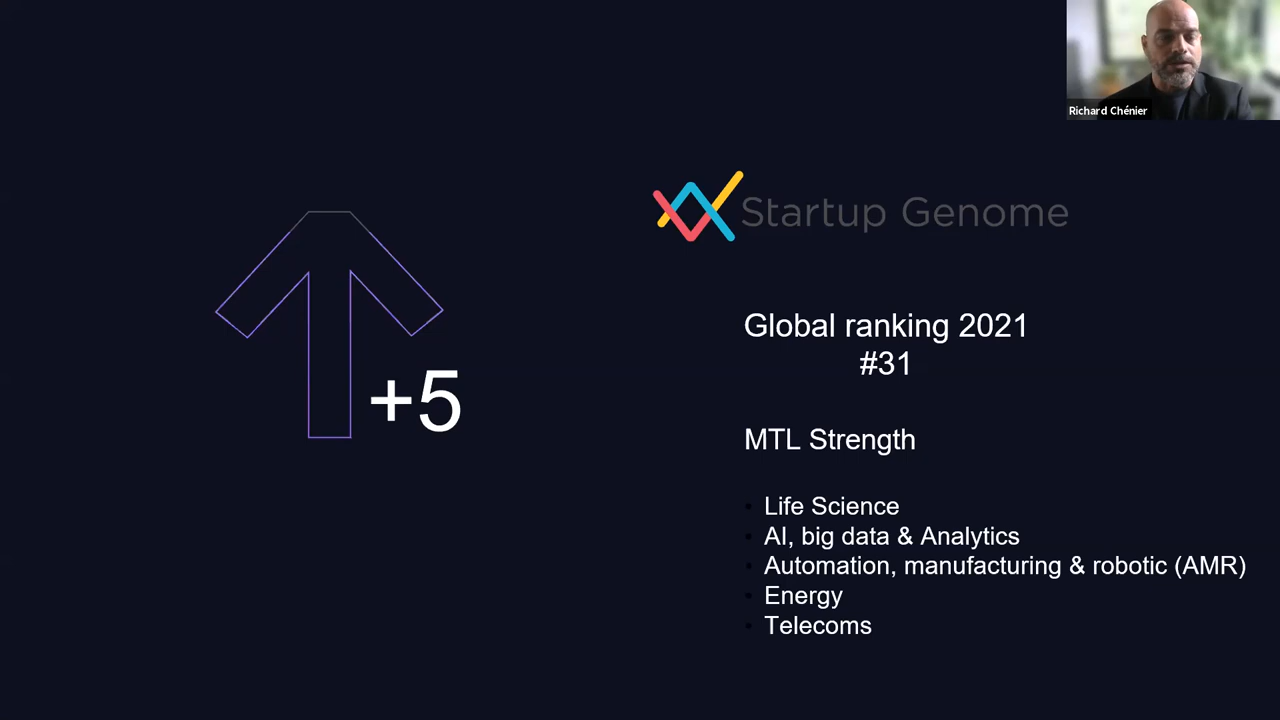 Richard Chénier
Startup Genome
+5
Global ranking 2021
#31
MTL Strength
• Life Science
• AI, big data & Analytics
• Automation, manufacturing & robotic (AMR)
• Energy
• Telecoms